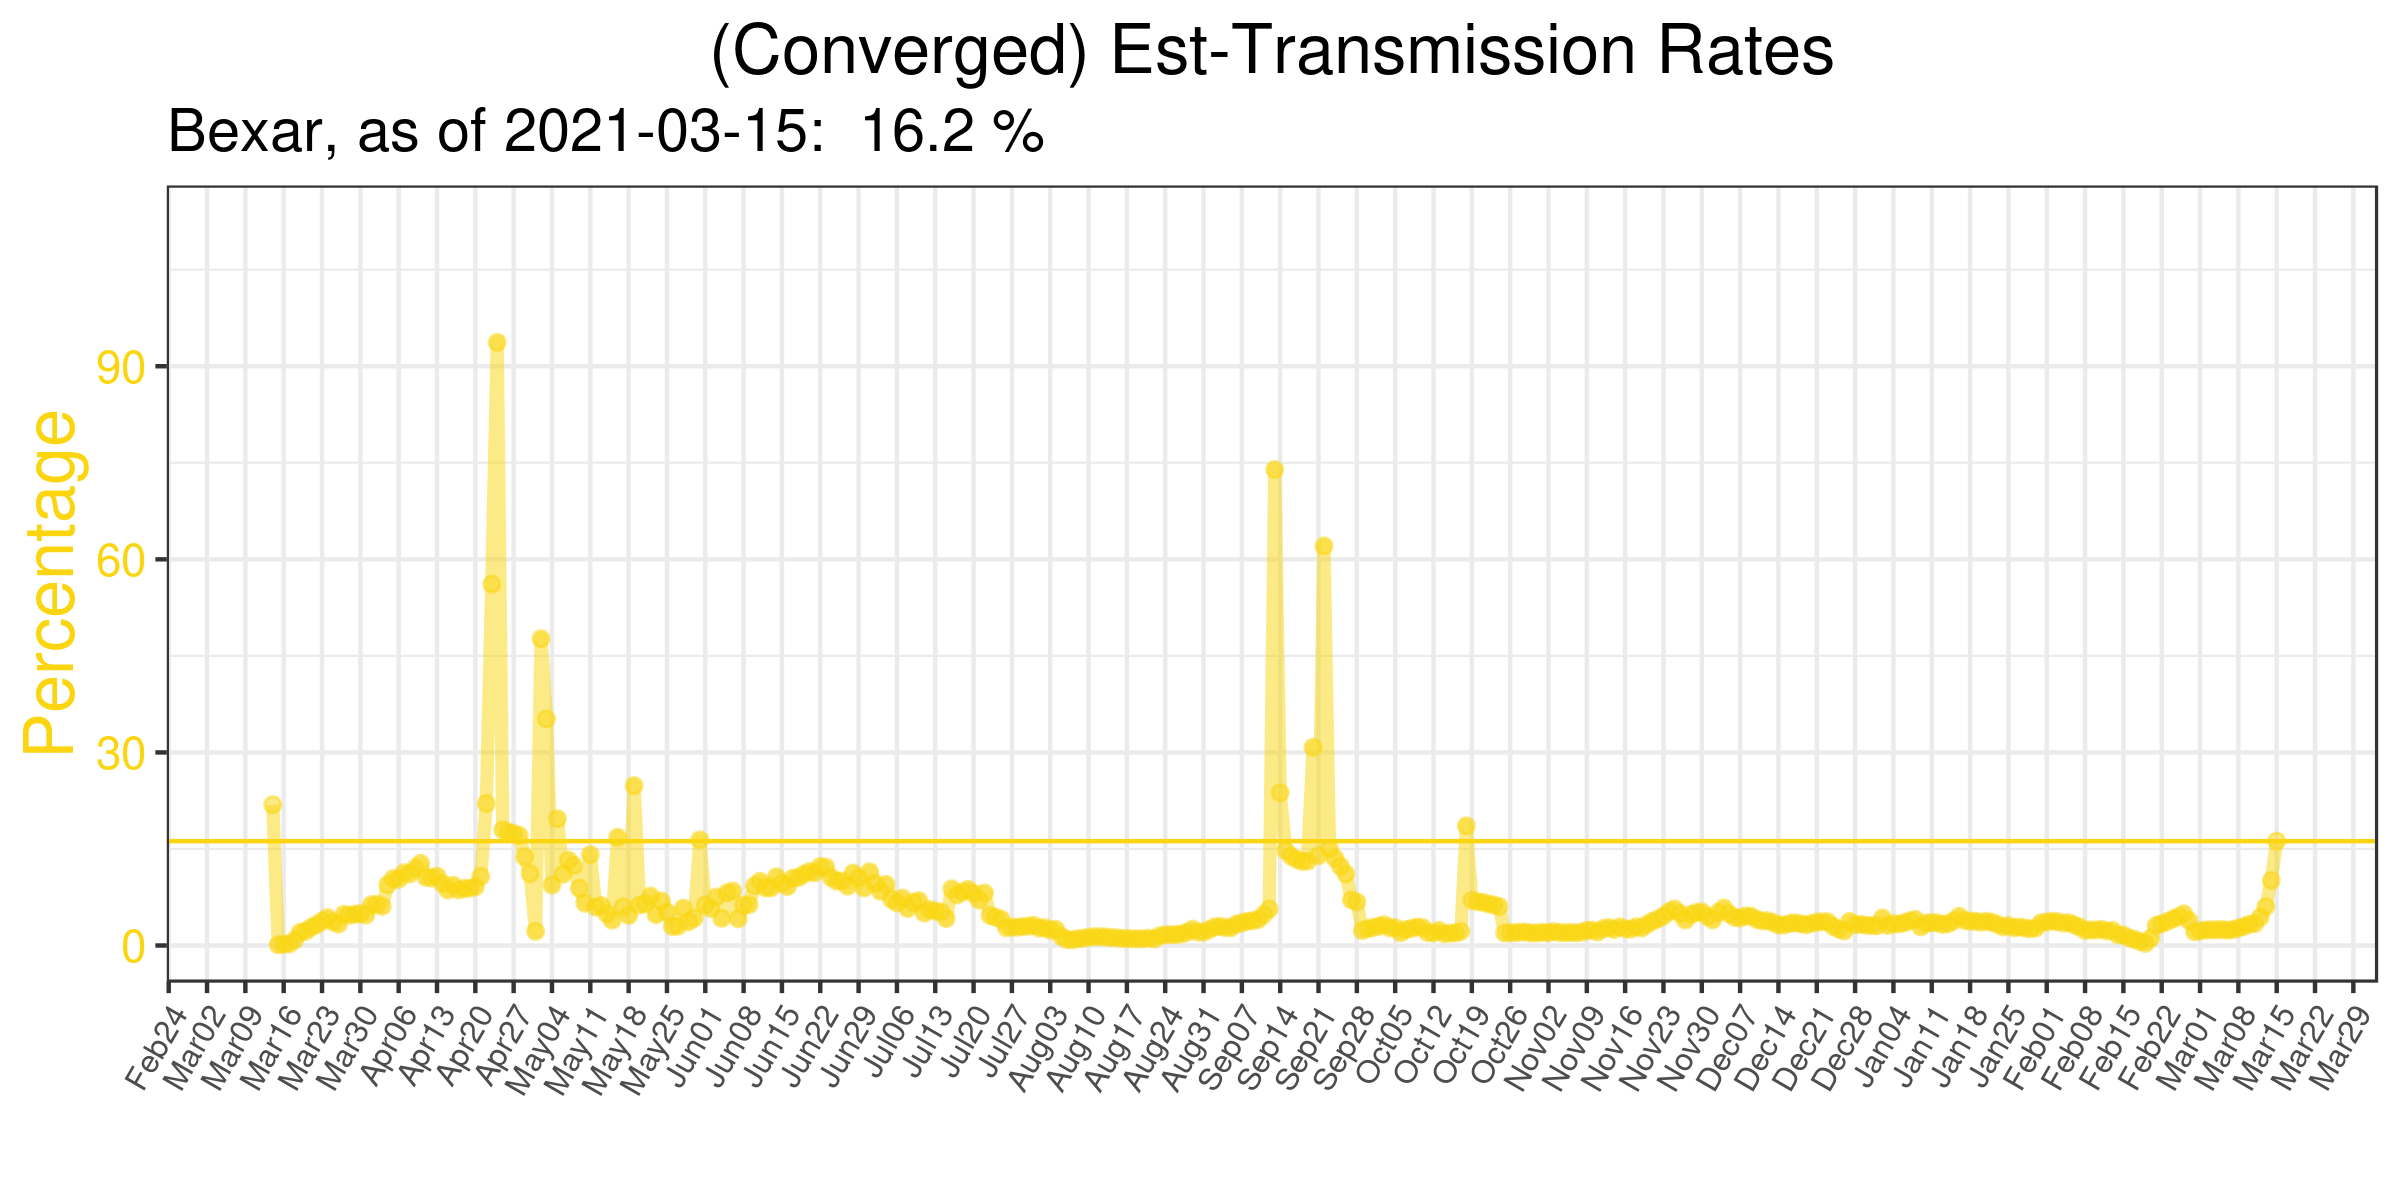 (Converged) Est-Transmission Rates
Bexar, as of 2021-03-15:  16.2 %
Percentage
90
60
30
0
Feb24 Mar02 Mar09 Mar16 Mar23 Mar30 Apr06 Apr13 Apr20 Apr27 May04 May11 May18 May25 Jun01 Jun08 Jun15 Jun22 Jun29 Jul06 Jul13 Jul20 Jul27 Aug03 Aug10 Aug17 Aug24 Aug31 Sep07 Sep14 Sep21 Sep28 Oct05 Oct12 Oct19 Oct26 Nov02 Nov09 Nov16 Nov23 Nov30 Dec07 Dec14 Dec21 Dec28 Jan04 Jan11 Jan18 Jan25 Feb01 Feb08 Feb15 Feb22 Mar01 Mar08 Mar15 Mar22 Mar29